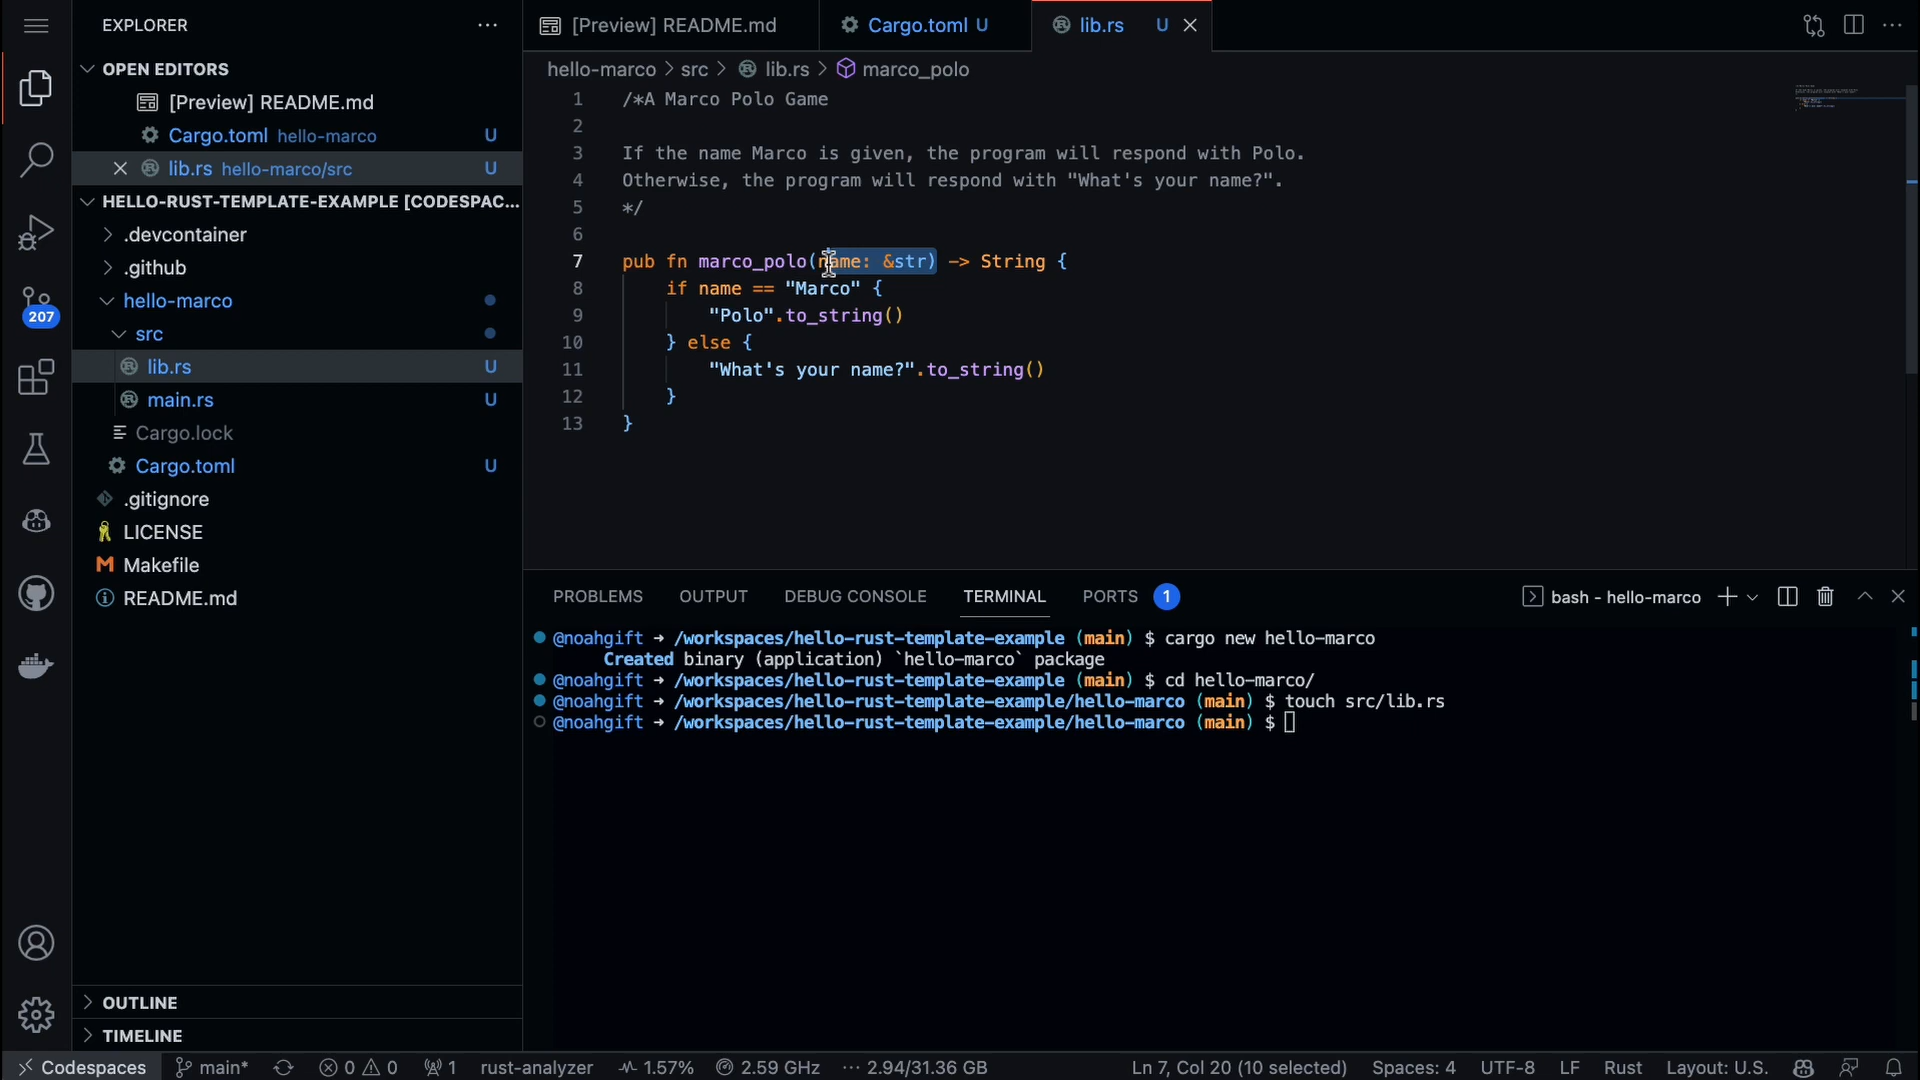 EXPLORER
OPEN EDITORS
[Preview] README.md
Cargo.toml hello-marco U
lib.rs hello-marco/src U
HELLO-RUST-TEMPLATE-EXAMPLE [CODESPAC...
.devcontainer
.github
hello-marco
src
lib.rs U
main.rs U
Cargo.lock
Cargo.toml U
.gitignore
LICENSE
Makefile
README.md
OUTLINE
TIMELINE
207
[Preview] README.md
Cargo.toml U
lib.rs U
hello-marco > src > lib.rs > marco_polo
1 /*A Marco Polo Game
2
3 If the name Marco is given, the program will respond with Polo.
4 Otherwise, the program will respond with "What's your name?".
5 */
6
7 pub fn marco_polo(name: &str) -> String {
8 if name == "Marco" {
9 "Polo".to_string()
10 } else {
11 "What's your name?".to_string()
12 }
13 }
PROBLEMS OUTPUT DEBUG CONSOLE TERMINAL PORTS 1
bash - hello-marco
@noahgift → /workspaces/hello-rust-template-example (main) $ cargo new hello-marco
Created binary (application) `hello-marco` package
@noahgift → /workspaces/hello-rust-template-example (main) $ cd hello-marco/
@noahgift → /workspaces/hello-rust-template-example/hello-marco (main) $ touch src/lib.rs
@noahgift → /workspaces/hello-rust-template-example/hello-marco (main) $
Codespaces main* 0 0 1 rust-analyzer 1.57% 2.59 GHz ··· 2.94/31.36 GB Ln 7, Col 20 (10 selected) Spaces: 4 UTF-8 LF Rust Layout: U.S.